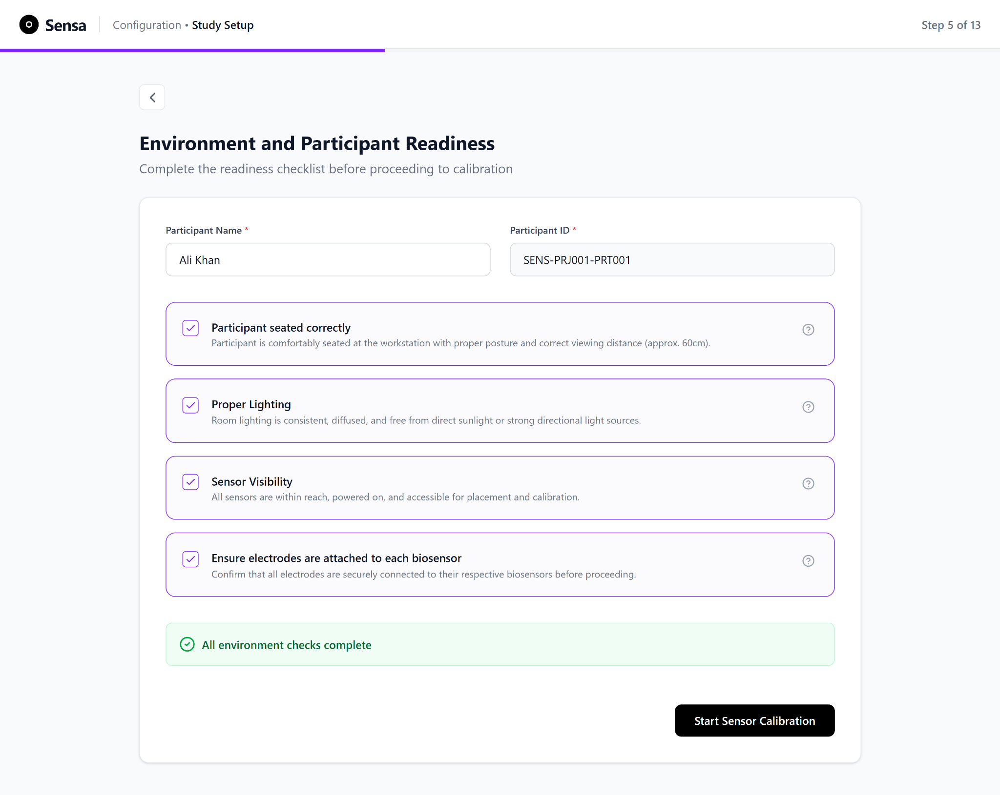 Sensa
Configuration • Study Setup
Step 5 of 13
Environment and Participant Readiness
Complete the readiness checklist before proceeding to calibration
Participant Name *
Participant ID *
Ali Khan
SENS-PRJ001-PRT001
Participant seated correctly
Participant is comfortably seated at the workstation with proper posture and correct viewing distance (approx. 60cm).
Proper Lighting
Room lighting is consistent, diffused, and free from direct sunlight or strong directional light sources.
Sensor Visibility
All sensors are within reach, powered on, and accessible for placement and calibration.
Ensure electrodes are attached to each biosensor
Confirm that all electrodes are securely connected to their respective biosensors before proceeding.
All environment checks complete
Start Sensor Calibration